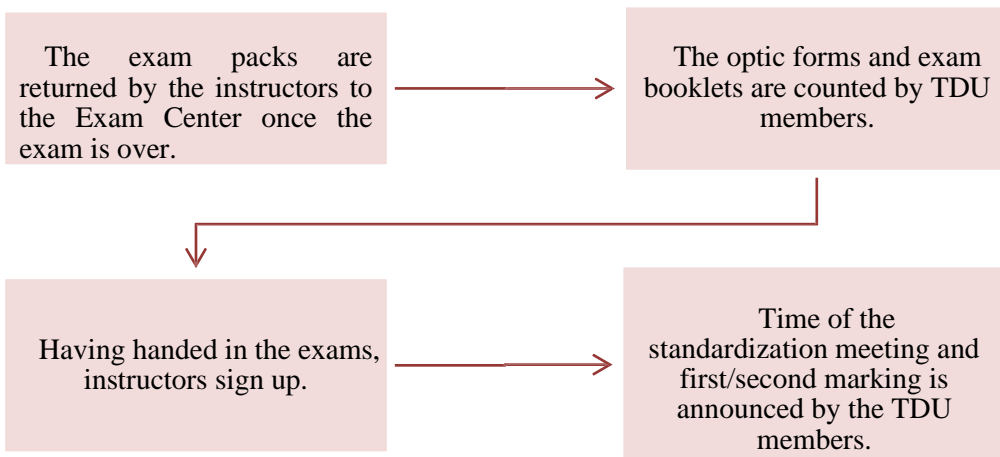 The exam packs are
returned by the instructors to
the Exam Center once the
exam is over.
The optic forms and exam
booklets are counted by TDU
members.
Having handed in the exams,
instructors sign up.
Time of the
standardization meeting and
first/second marking is
announced by the TDU
members.